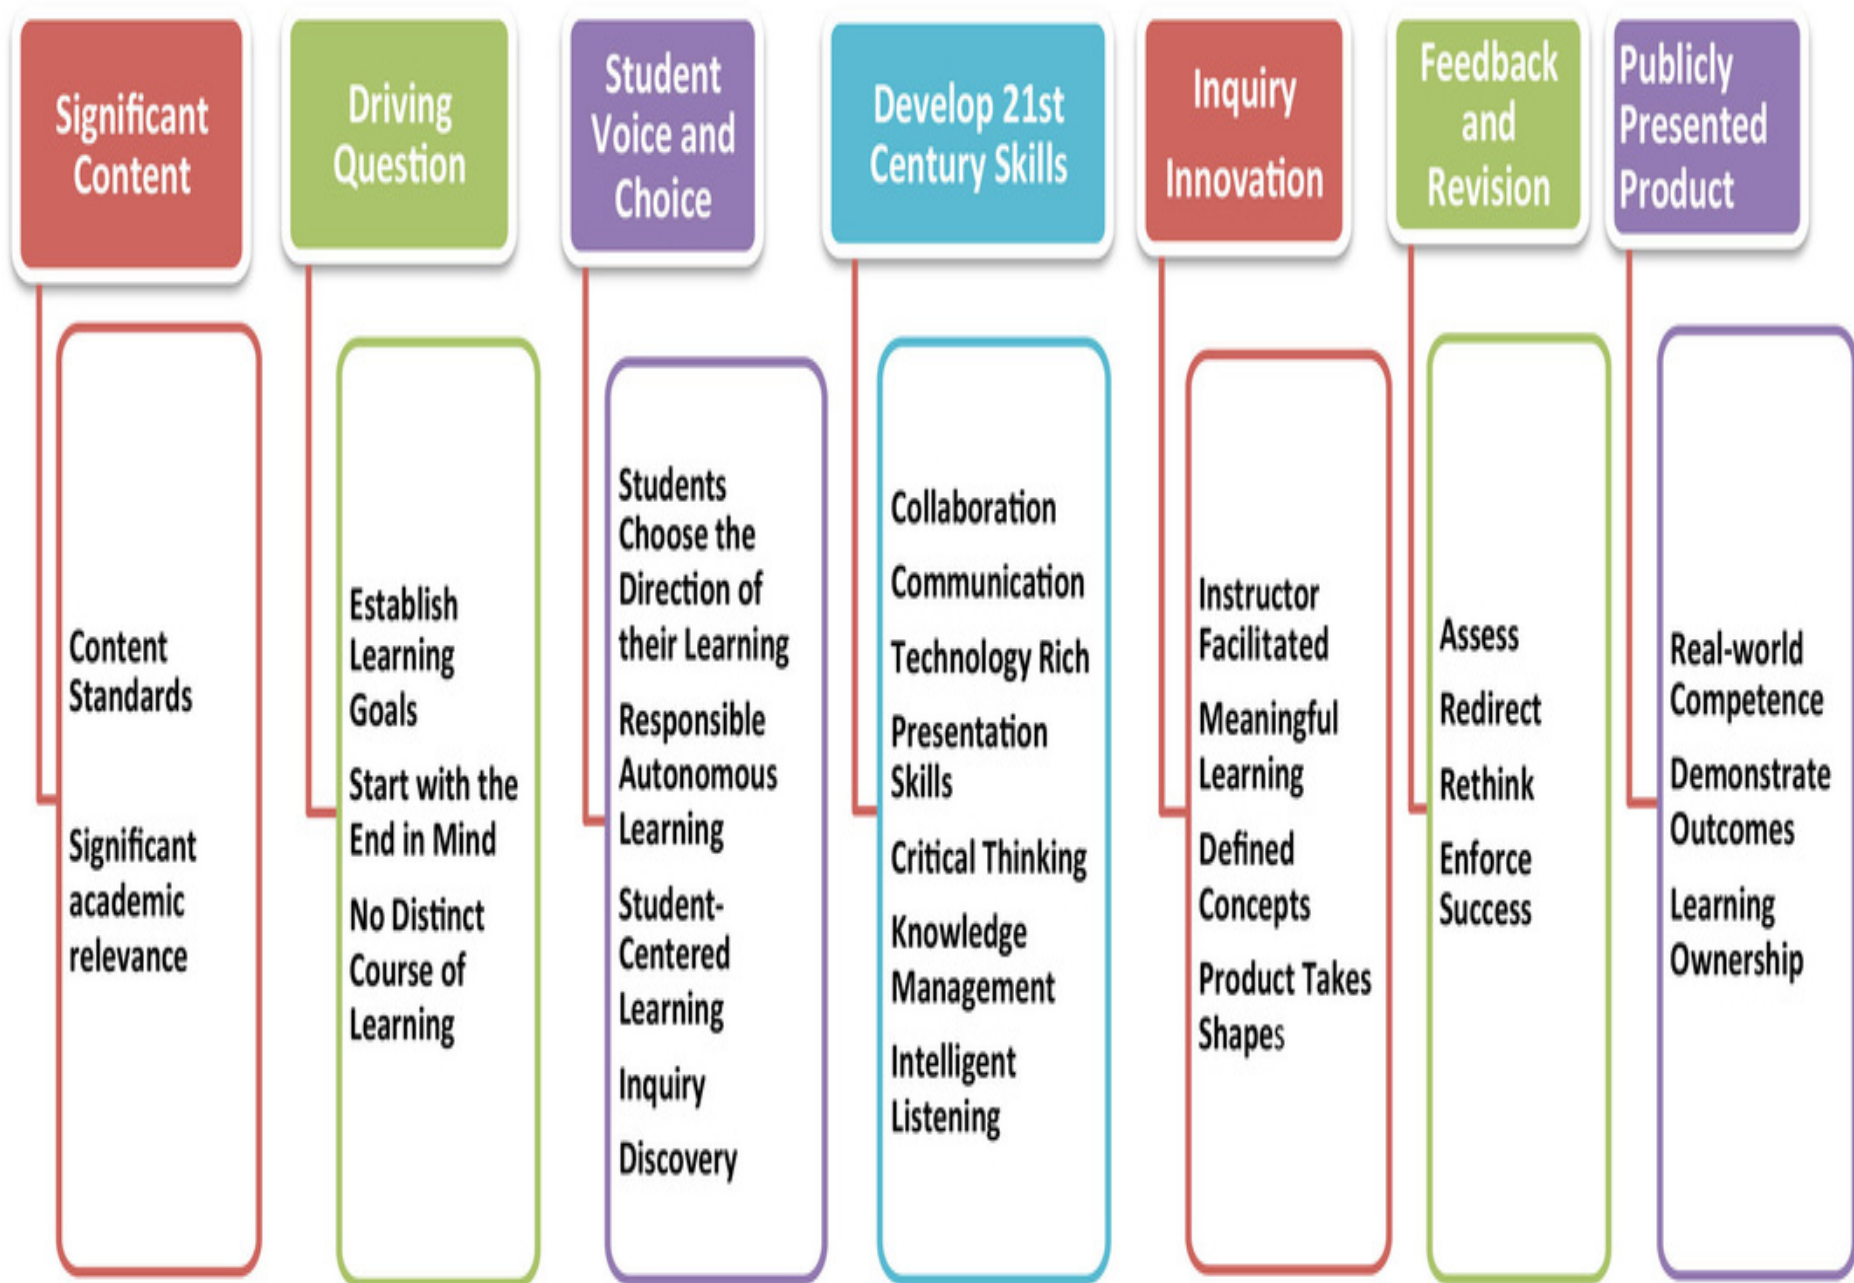 Significant
Content
Content
Standards
Significant
academic
relevance
Driving
Question
Establish
Learning
Goals
Start with the
End in Mind
No Distinct
Course of
Learning
Student
Voice and
Choice
Students
Choose the
Direction of
their Learning
Responsible
Autonomous
Learning
Student-
Centered
Learning
Inquiry
Discovery
Develop 21st
Century Skills
Collaboration
Communication
Technology Rich
Presentation
Skills
Critical Thinking
Knowledge
Management
Intelligent
Listening
Inquiry
Innovation
Instructor
Facilitated
Meaningful
Learning
Defined
Concepts
Product Takes
Shapes
Feedback
and
Revision
Assess
Redirect
Rethink
Enforce
Success
Publicly
Presented
Product
Real-world
Competence
Demonstrate
Outcomes
Learning
Ownership